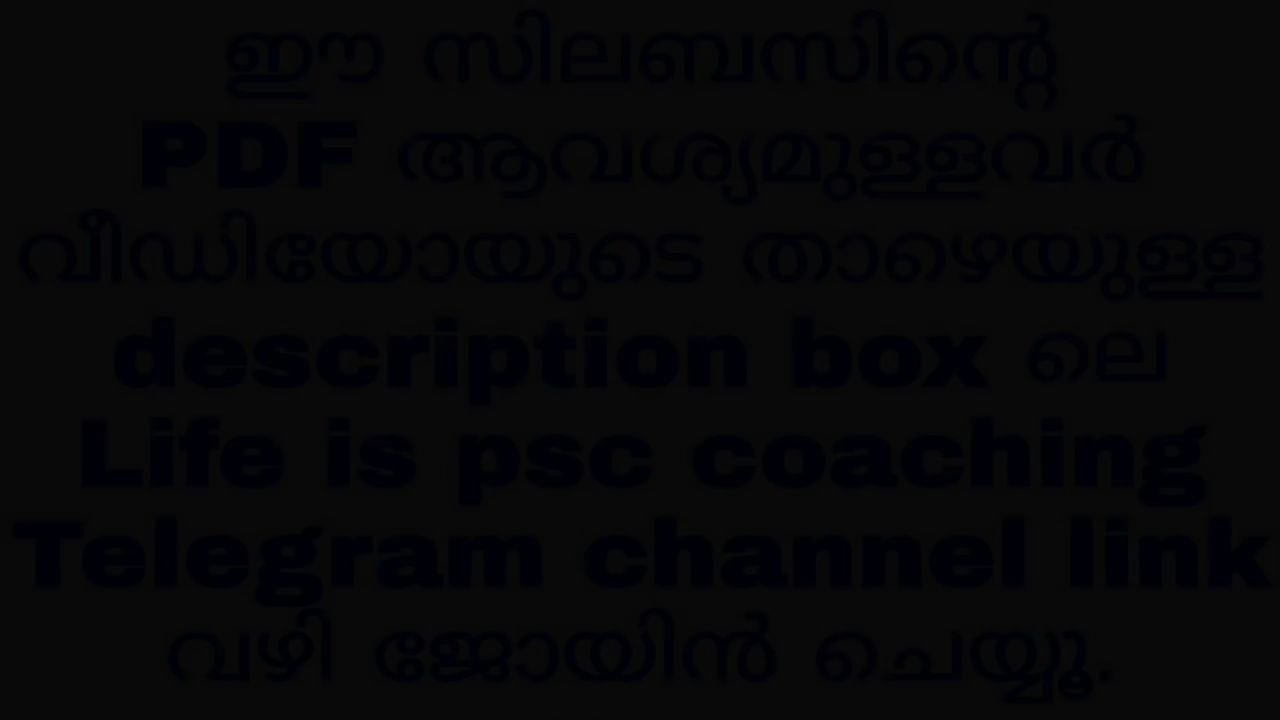 ഈ സിലബസിന്റെ
PDF ആവശ്യമുള്ളവർ
വീഡിയോയുടെ താഴെയുള്ള
description box ലെ
Life is psc coaching
Telegram channel link
വഴി ജോയിൻ ചെയ്യൂ.